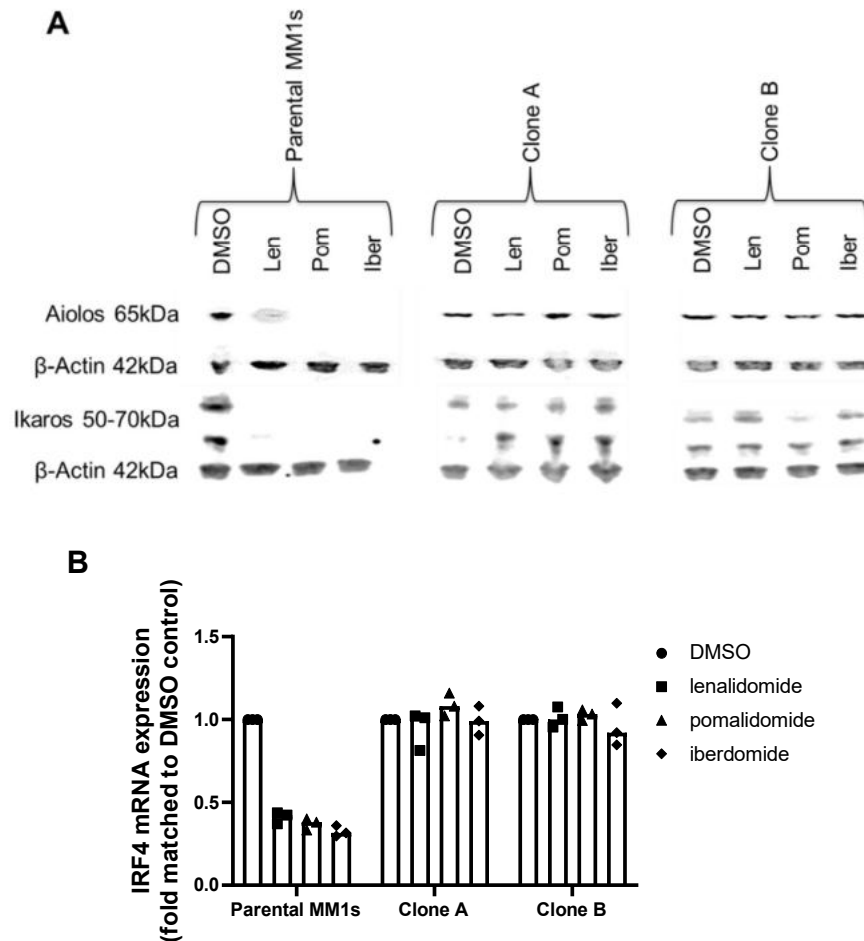 A
Parental MM1s
Clone A
Clone B
DMSO
Len
Pom
Iber
DMSO
Len
Pom
Iber
DMSO
Len
Pom
Iber
Aiolos 65kDa
β-Actin 42kDa
Ikaros 50-70kDa
β-Actin 42kDa
B
IRF4 mRNA expression
(fold matched to DMSO control)
1.5
1.0
0.5
0.0
Parental MM1s
Clone A
Clone B
DMSO
lenalidomide
pomalidomide
iberdomide